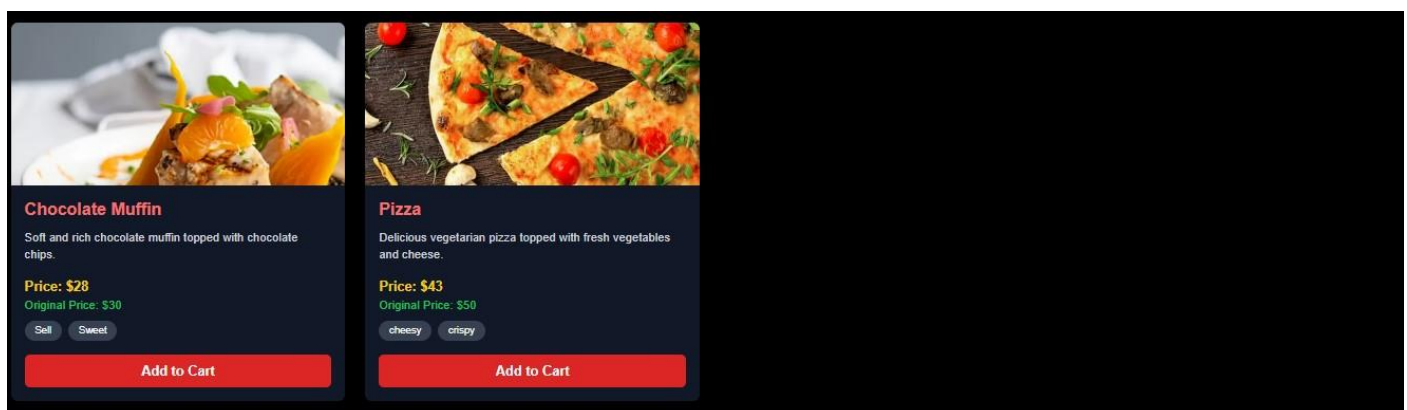 Chocolate Muffin
Soft and rich chocolate muffin topped with chocolate
chips.
Price: $28
Original Price: $30
Sell Sweet
Add to Cart
Pizza
Delicious vegetarian pizza topped with fresh vegetables
and cheese.
Price: $43
Original Price: $50
cheesy crispy
Add to Cart